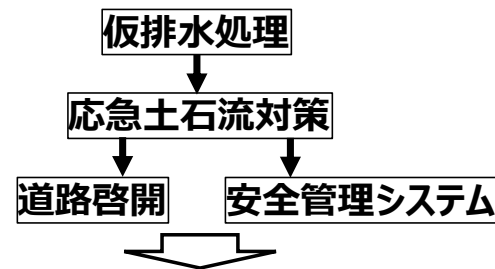 仮排水処理
応急土石流対策
道路啓開
安全管理システム